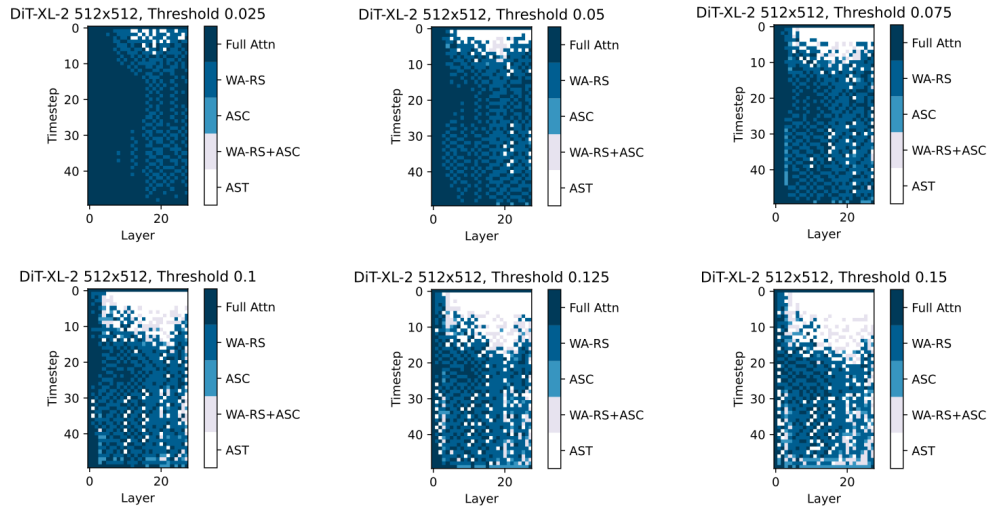 DiT-XL-2 512x512, Threshold 0.025
0
10
20
30
40
Timestep
0
20
Layer
Full Attn
WA-RS
ASC
WA-RS+ASC
AST
DiT-XL-2 512x512, Threshold 0.05
0
10
20
30
40
Timestep
0
20
Layer
Full Attn
WA-RS
ASC
WA-RS+ASC
AST
DiT-XL-2 512x512, Threshold 0.075
0
10
20
30
40
Timestep
0
20
Layer
Full Attn
WA-RS
ASC
WA-RS+ASC
AST
DiT-XL-2 512x512, Threshold 0.1
0
10
20
30
40
Timestep
0
20
Layer
Full Attn
WA-RS
ASC
WA-RS+ASC
AST
DiT-XL-2 512x512, Threshold 0.125
0
10
20
30
40
Timestep
0
20
Layer
Full Attn
WA-RS
ASC
WA-RS+ASC
AST
DiT-XL-2 512x512, Threshold 0.15
0
10
20
30
40
Timestep
0
20
Layer
Full Attn
WA-RS
ASC
WA-RS+ASC
AST